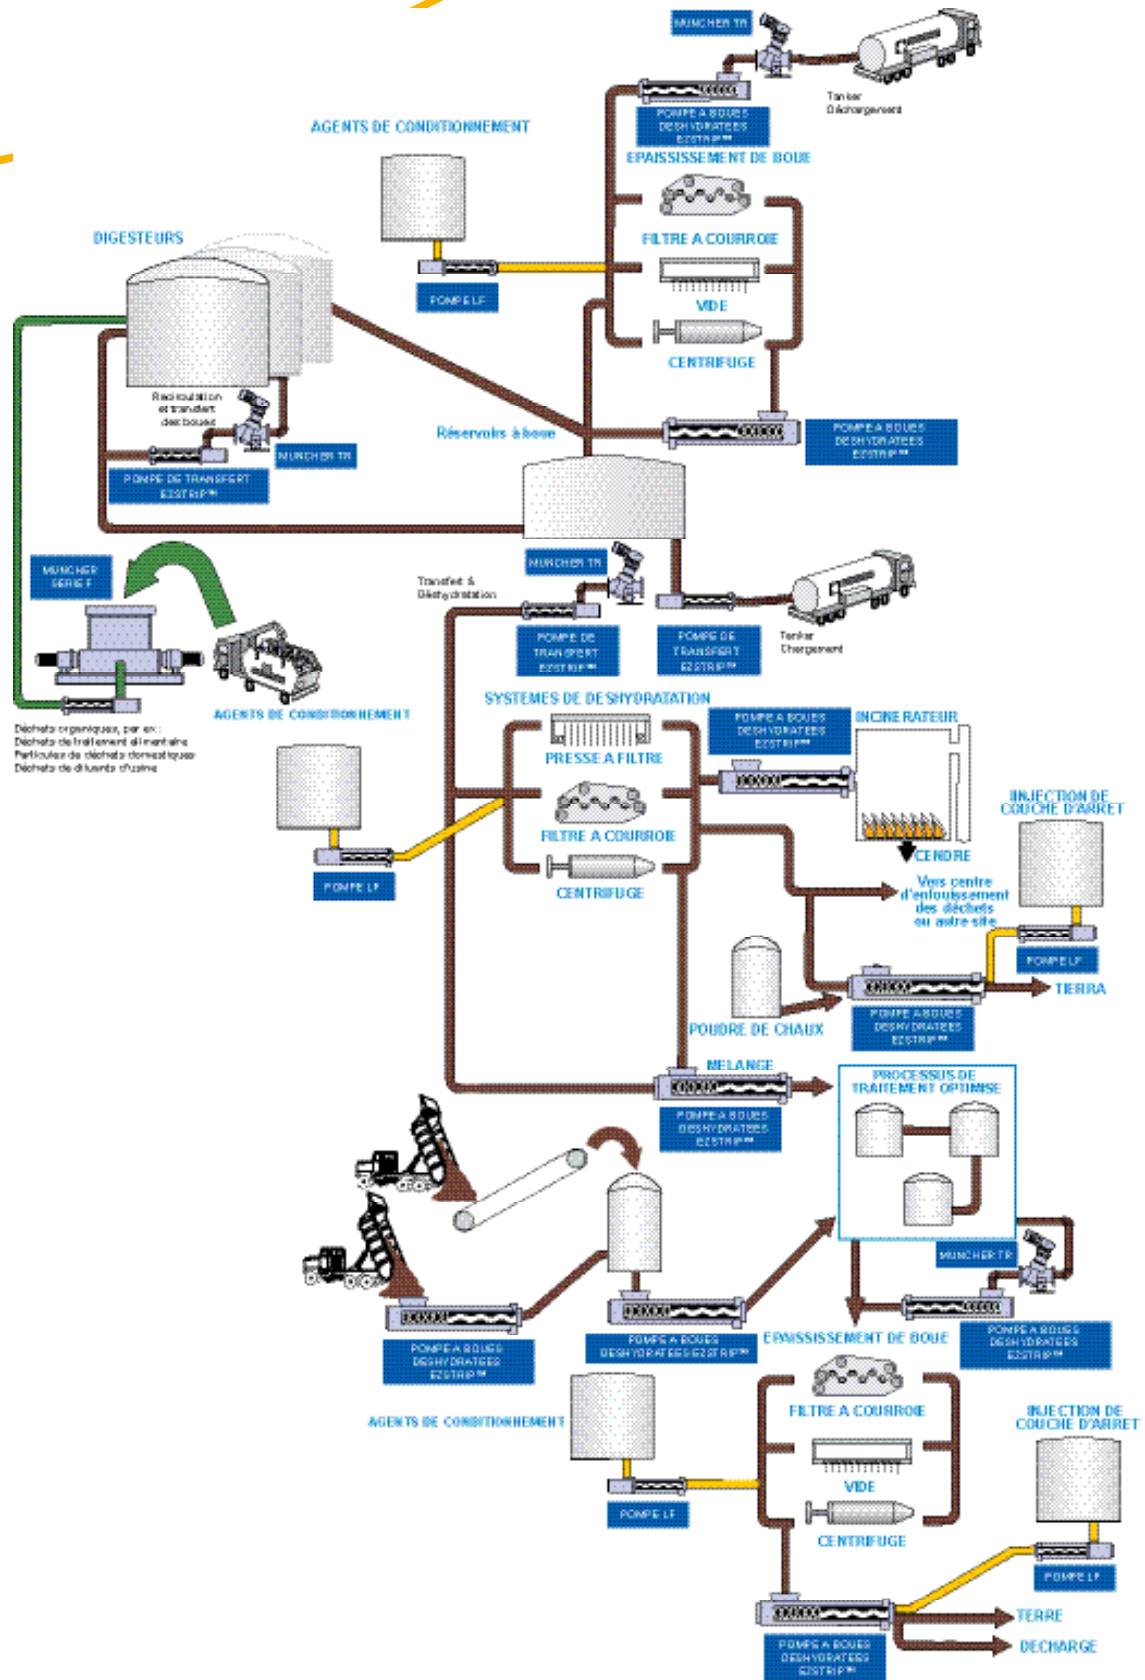 MUNCHER TR
Tanker
Déchargement
POMPE A BOUES
DESHYDRATEES
EZSTRIP™
AGENTS DE CONDITIONNEMENT
EPAISSISSEMENT DE BOUE
DIGESTEURS
FILTRE A COURROIE
POMPE LF
VIDE
CENTRIFUGE
Recirculation
et transfert
des boues
MUNCHER TR
POMPE DE TRANSFERT
EZSTRIP™
Réservoirs à boue
POMPE A BOUES
DESHYDRATEES
EZSTRIP™
MUNCHER
SERIE F
MUNCHER TR
Transfert &
Déshydratation
POMPE DE
TRANSFERT
EZSTRIP™
POMPE DE
TRANSFERT
EZSTRIP™
Tanker
Chargement
AGENTS DE CONDITIONNEMENT
Déchets organiques, par ex:
Déchets de traitement alimentaire
Particules de déchets domestiques
Déchets de diluents d'usine
SYSTEMES DE DESHYDRATATION
PRESSE A FILTRE
FILTRE A COURROIE
CENTRIFUGE
POMPE LF
POMPE A BOUES
DESHYDRATEES
EZSTRIP™
INCINERATEUR
CENDRE
INJECTION DE
COUCHE D'ARRET
Vers centre
d'enfouissement
des déchets
ou autre site
POMPE LF
TIERRA
POUDRE DE CHAUX
POMPE A BOUES
DESHYDRATEES
EZSTRIP™
MELANGE
POMPE A BOUES
DESHYDRATEES
EZSTRIP™
PROCESSUS DE
TRAITEMENT OPTIMISE
MUNCHER TR
POMPE A BOUES
DESHYDRATEES
EZSTRIP™
POMPE A BOUES
DESHYDRATEES EZSTRIP™
POMPE A BOUES
DESHYDRATEES
EZSTRIP™
EPAISSISSEMENT DE BOUE
AGENTS DE CONDITIONNEMENT
FILTRE A COURROIE
VIDE
CENTRIFUGE
POMPE LF
INJECTION DE
COUCHE D'ARRET
POMPE LF
TERRE
DECHARGE
POMPE A BOUES
DESHYDRATEES
EZSTRIP™